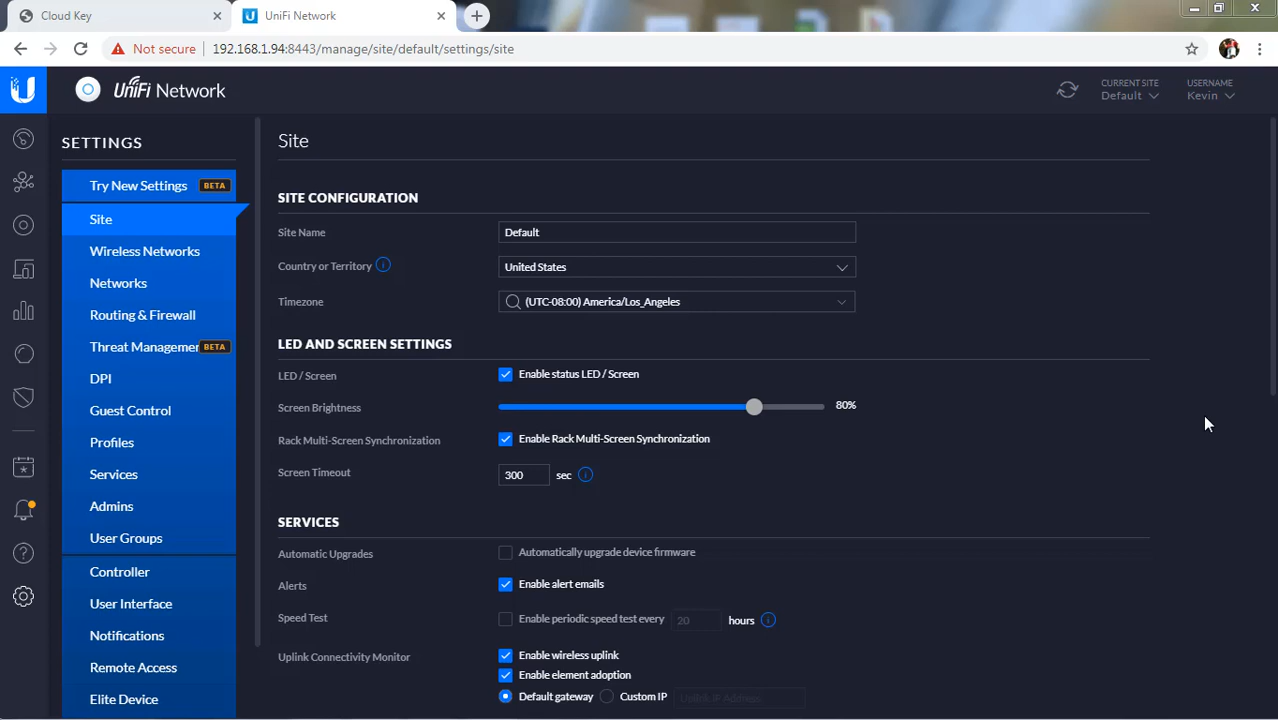 Cloud Key
UniFi Network
Not secure 192.168.1.94:8443/manage/site/default/settings/site
UniFi Network
CURRENT SITE
Default
USERNAME
Kevin
SETTINGS
Try New Settings BETA
Site
Wireless Networks
Networks
Routing & Firewall
Threat Managemen BETA
DPI
Guest Control
Profiles
Services
Admins
User Groups
Controller
User Interface
Notifications
Remote Access
Elite Device
Site
SITE CONFIGURATION
Site Name Default
Country or Territory United States
Timezone (UTC-08:00) America/Los_Angeles
LED AND SCREEN SETTINGS
LED / Screen Enable status LED / Screen
Screen Brightness 80%
Rack Multi-Screen Synchronization Enable Rack Multi-Screen Synchronization
Screen Timeout 300 sec
SERVICES
Automatic Upgrades Automatically upgrade device firmware
Alerts Enable alert emails
Speed Test Enable periodic speed test every 20 hours
Uplink Connectivity Monitor Enable wireless uplink
Enable element adoption
Default gateway Custom IP Uplink IP Address